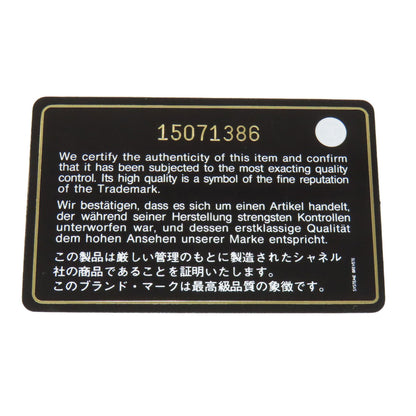 15071386
We certify the authenticity of this item and confirm
that it has been subjected to the most exacting quality
control. Its high quality is a symbol of the fine reputation
of the Trademark.
Wir bestätigen, dass es sich um einen Artikel handelt,
der während seiner Herstellung strengsten Kontrollen
unterworfen war, und dessen erstklassige Qualität
dem hohen Ansehen unserer Marke entspricht.
この製品は厳しい管理のもとに製造されたシャネル
社の商品であることを証明いたします。
このブランド・マークは最高級品質の象徴です。